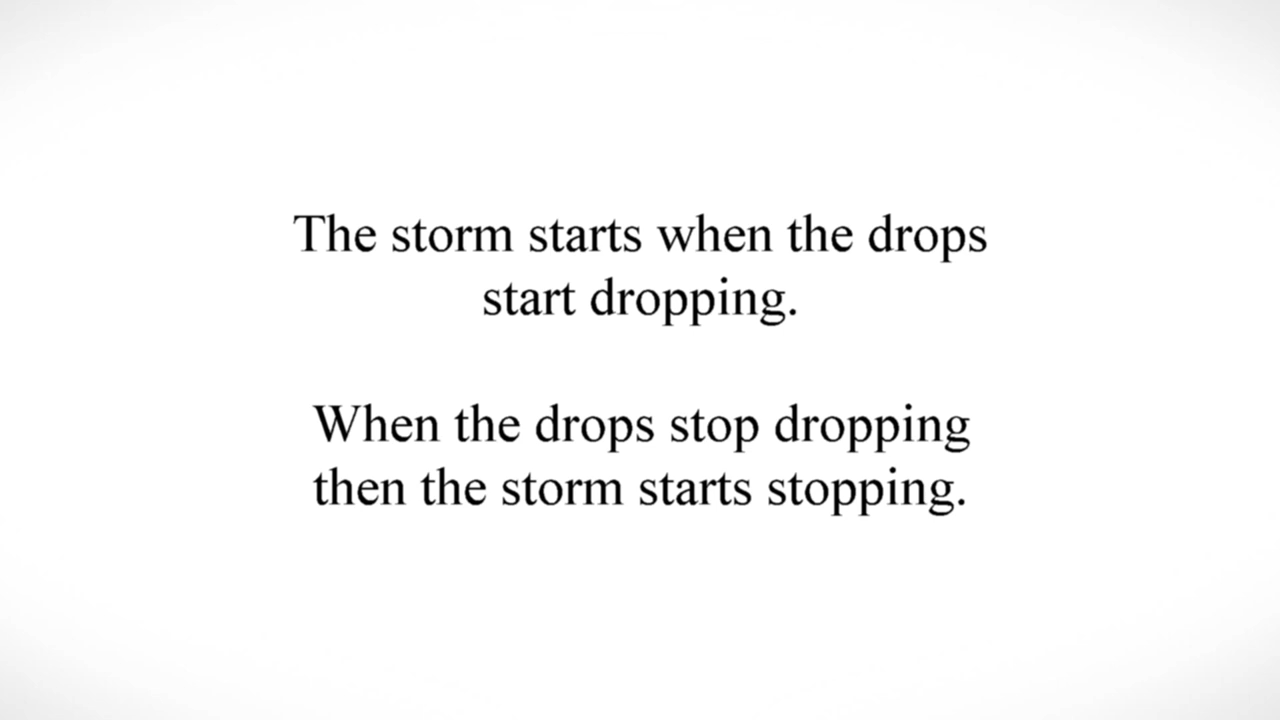 The storm starts when the drops
start dropping.
When the drops stop dropping
then the storm starts stopping.